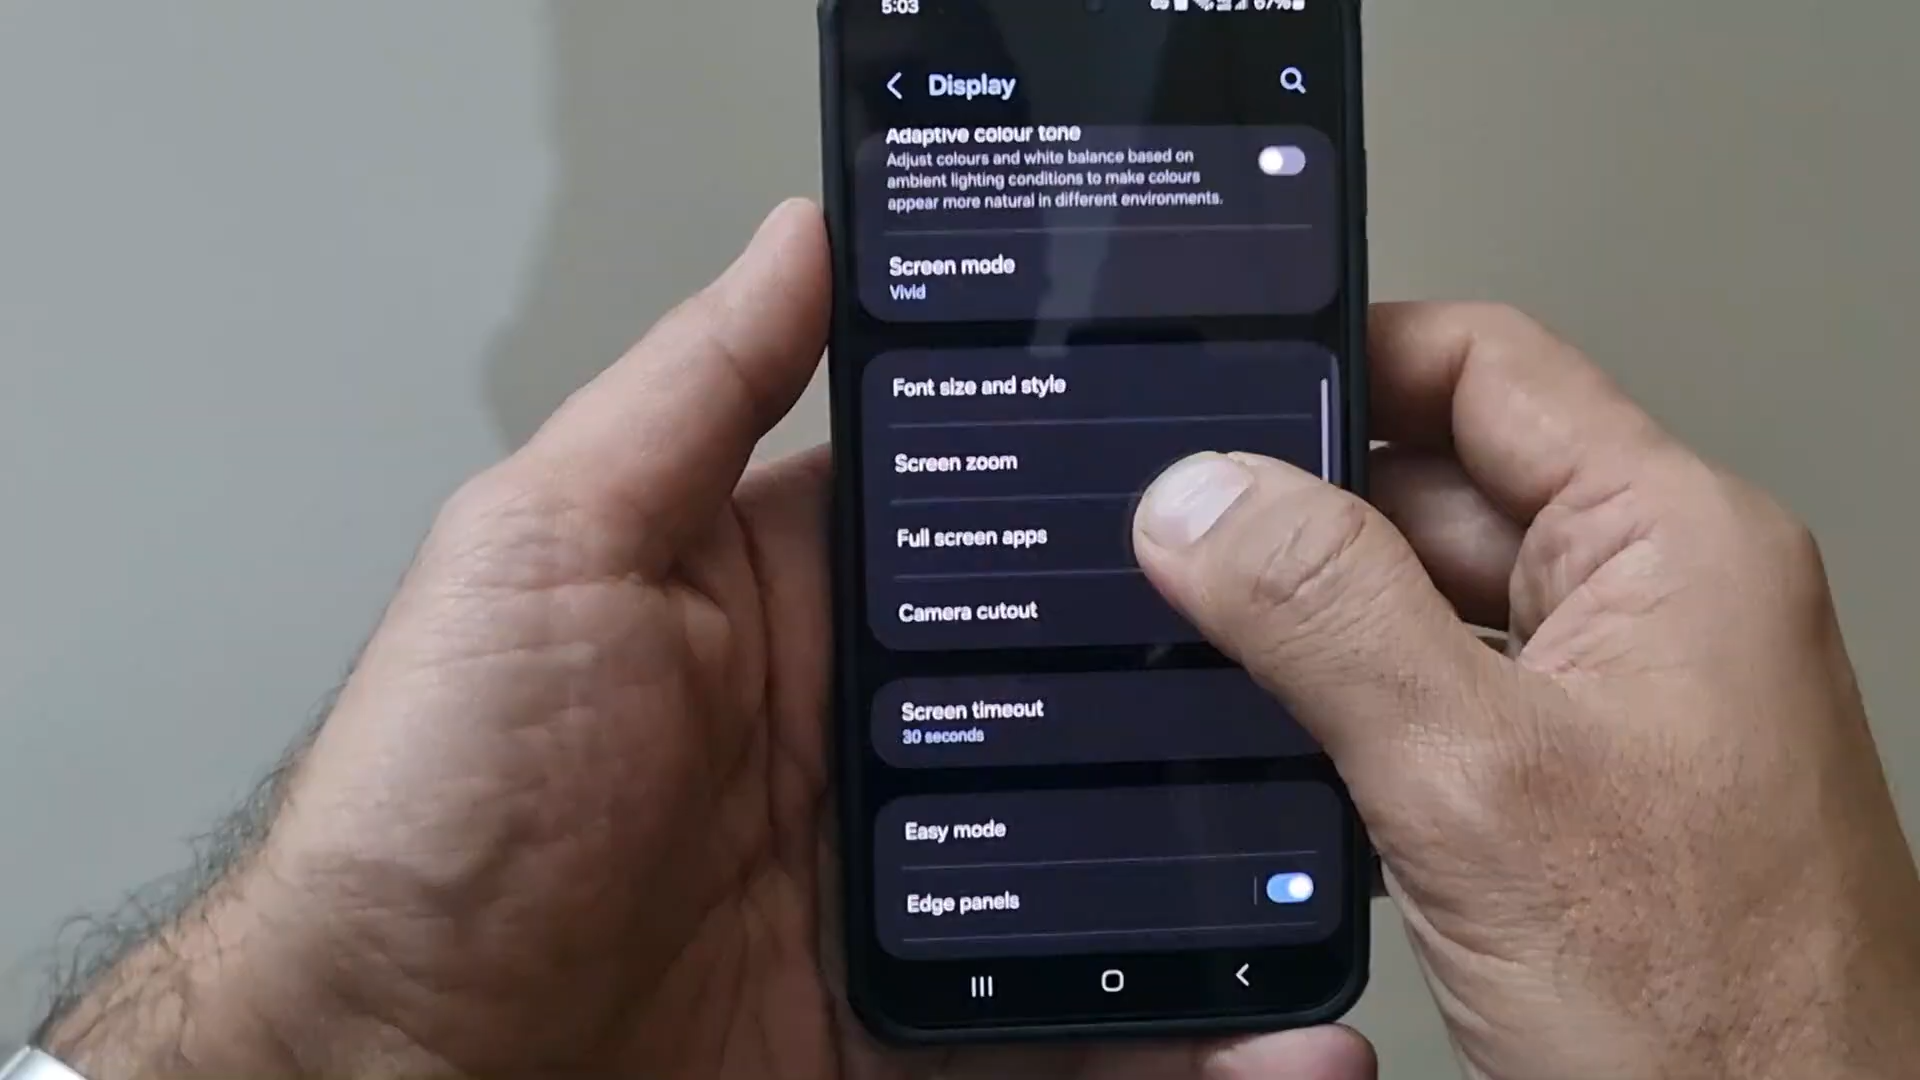 5:03
67%
Display
Adaptive colour tone
Adjust colours and white balance based on
ambient lighting conditions to make colours
appear more natural in different environments.
Screen mode
Vivid
Font size and style
Screen zoom
Full screen apps
Camera cutout
Screen timeout
30 seconds
Easy mode
Edge panels